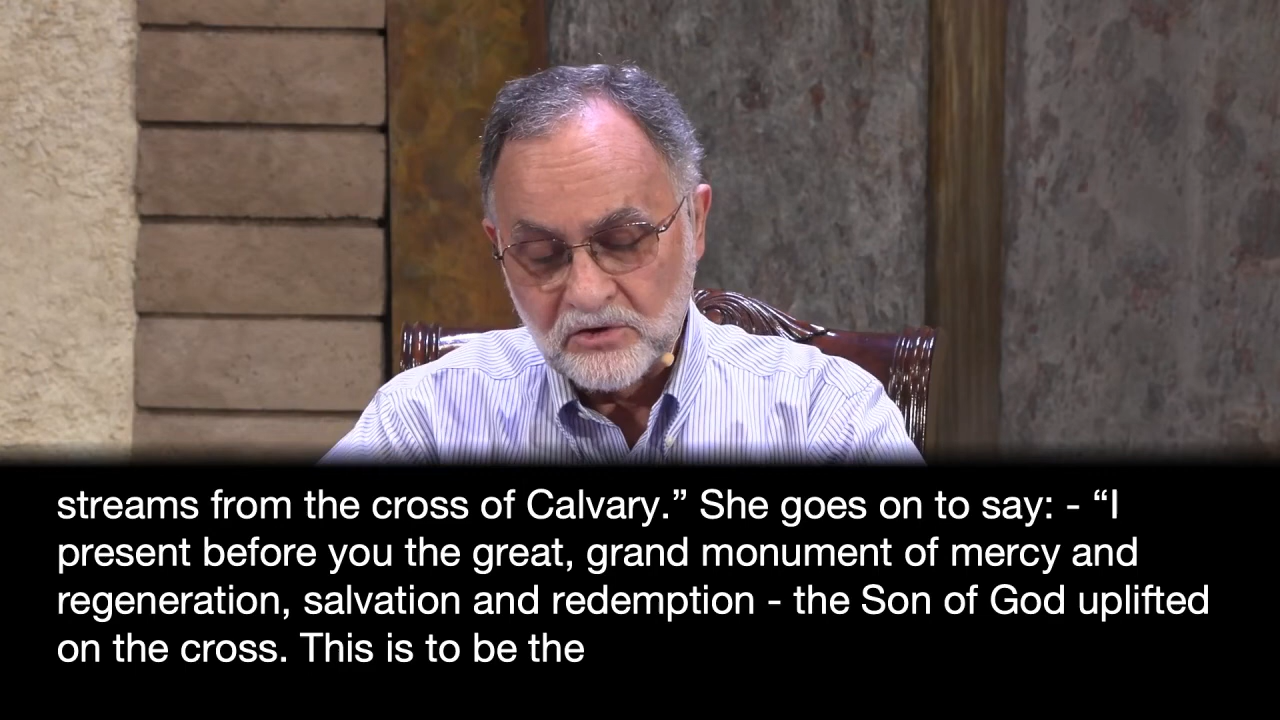 streams from the cross of Calvary.” She goes on to say: - “I
present before you the great, grand monument of mercy and
regeneration, salvation and redemption - the Son of God uplifted
on the cross. This is to be the